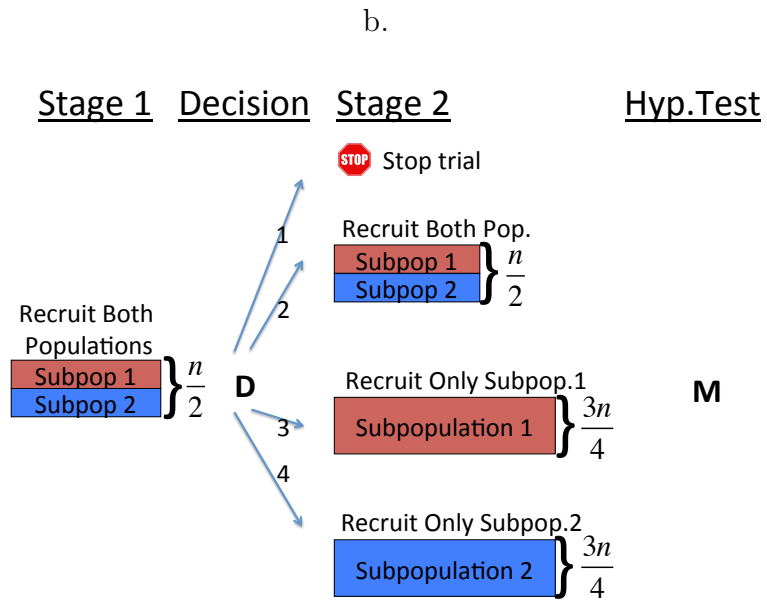 b.
Stage 1 Decision Stage 2 Hyp.Test
STOP Stop trial
1
Recruit Both Pop.
Subpop 1
Subpop 2
n
2
2
Recruit Both
Populations
Subpop 1
Subpop 2
n
2
D
Recruit Only Subpop.1
3
Subpopulation 1
3n
4
M
4
Recruit Only Subpop.2
Subpopulation 2
3n
4